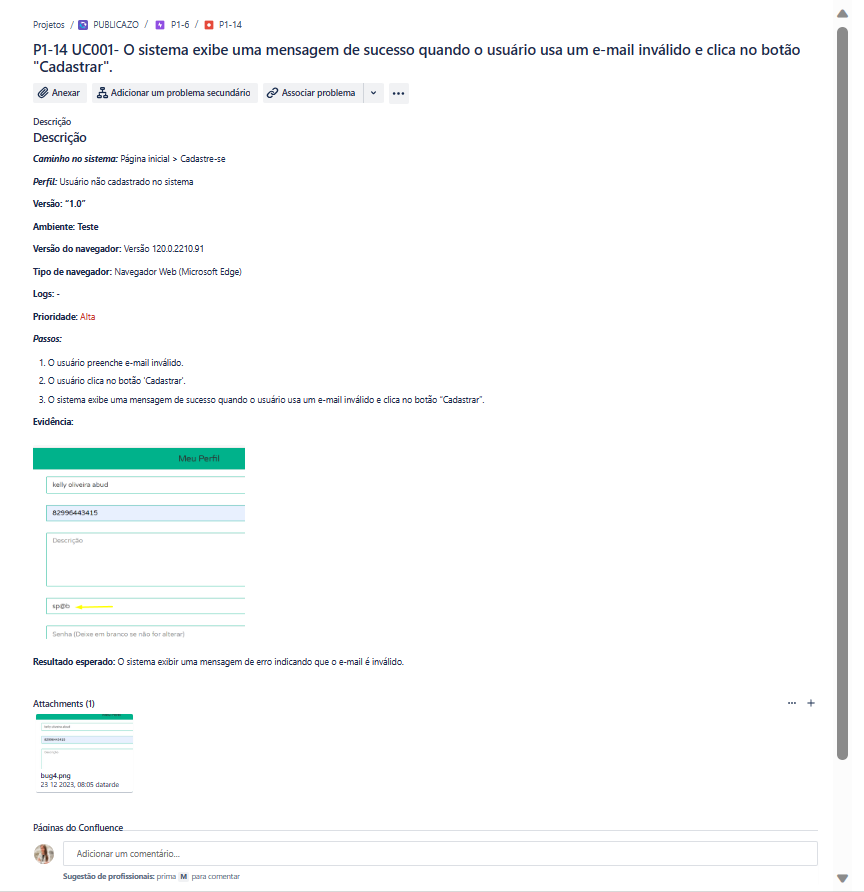 Projetos / PUBLICAZO / P1-6 / P1-14
P1-14 UC001- O sistema exibe uma mensagem de sucesso quando o usuário usa um e-mail inválido e clica no botão
"Cadastrar".
Anexar Adicionar um problema secundário Associar problema
Descrição
Descrição
Caminho no sistema: Página inicial > Cadastre-se
Perfil: Usuário não cadastrado no sistema
Versão: “1.0”
Ambiente: Teste
Versão do navegador: Versão 120.0.2210.91
Tipo de navegador: Navegador Web (Microsoft Edge)
Logs: -
Prioridade: Alta
Passos:
1. O usuário preenche e-mail inválido.
2. O usuário clica no botão 'Cadastrar'.
3. O sistema exibe uma mensagem de sucesso quando o usuário usa um e-mail inválido e clica no botão “Cadastrar”.
Evidência:
Meu Perfil
kelly oliveira abud
82996443415
Descrição
sp@b
Senha (Deixe em branco se não for alterar)
Resultado esperado: O sistema exibir uma mensagem de erro indicando que o e-mail é inválido.
Attachments (1)
kelly oliveira abud
82996443415
Descrição
bug4.png
23 12 2023, 08:05 datarde
Páginas do Confluence
Adicionar um comentário...
Sugestão de profissionais: prima M para comentar